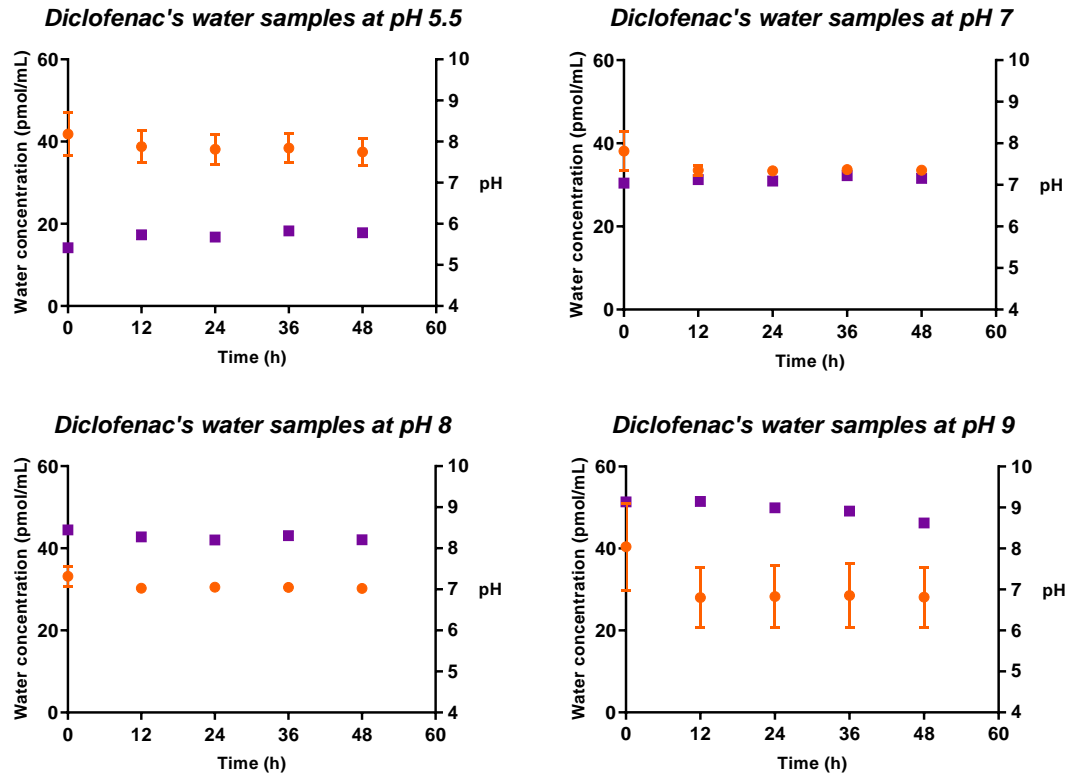 Diclofenac's water samples at pH 5.5
Water concentration (pmol/mL)
60
40
20
0
10
9
8
7
6
5
4
pH
0 12 24 36 48 60
Time (h)
Diclofenac's water samples at pH 7
Water concentration (pmol/mL)
60
40
20
0
10
9
8
7
6
5
4
pH
0 12 24 36 48 60
Time (h)
Diclofenac's water samples at pH 8
Water concentration (pmol/mL)
60
40
20
0
10
9
8
7
6
5
4
pH
0 12 24 36 48 60
Time (h)
Diclofenac's water samples at pH 9
Water concentration (pmol/mL)
60
40
20
0
10
9
8
7
6
5
4
pH
0 12 24 36 48 60
Time (h)